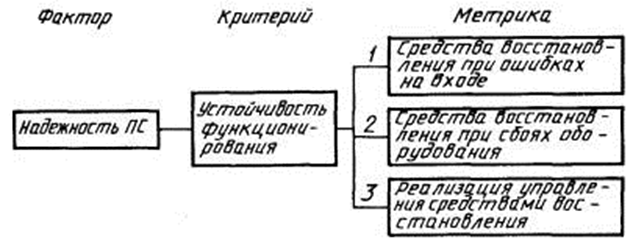 Фактор Критерий Метрика
1 Средства восстанов-
ления при ошибках
на входе
Надежность ПС
Устойчивость
функциони-
рования
2 Средства восстанов-
ления при сбоях обо-
рудования
3 Реализация управле-
ния средствами вос-
становления